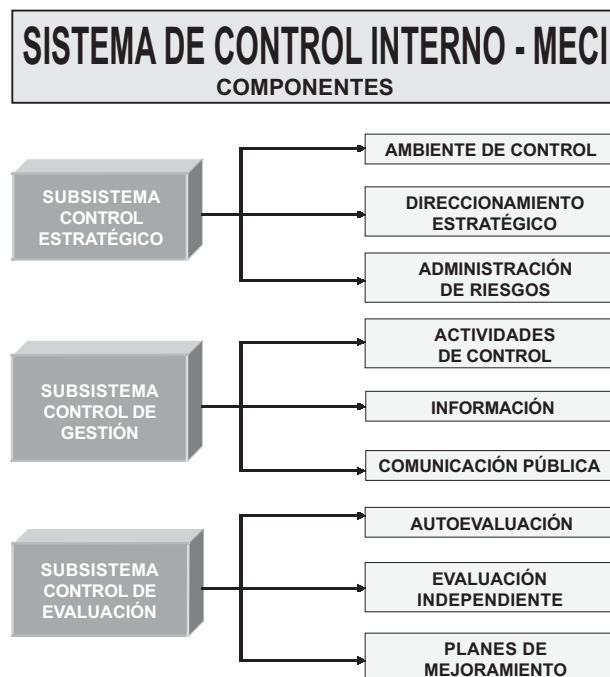 SISTEMA DE CONTROL INTERNO - MECI
COMPONENTES
SUBSISTEMA
CONTROL
ESTRATÉGICO
AMBIENTE DE CONTROL
DIRECCIONAMIENTO
ESTRATÉGICO
ADMINISTRACIÓN
DE RIESGOS
SUBSISTEMA
CONTROL DE
GESTIÓN
ACTIVIDADES
DE CONTROL
INFORMACIÓN
COMUNICACIÓN PÚBLICA
SUBSISTEMA
CONTROL DE
EVALUACIÓN
AUTOEVALUACIÓN
EVALUACIÓN
INDEPENDIENTE
PLANES DE
MEJORAMIENTO